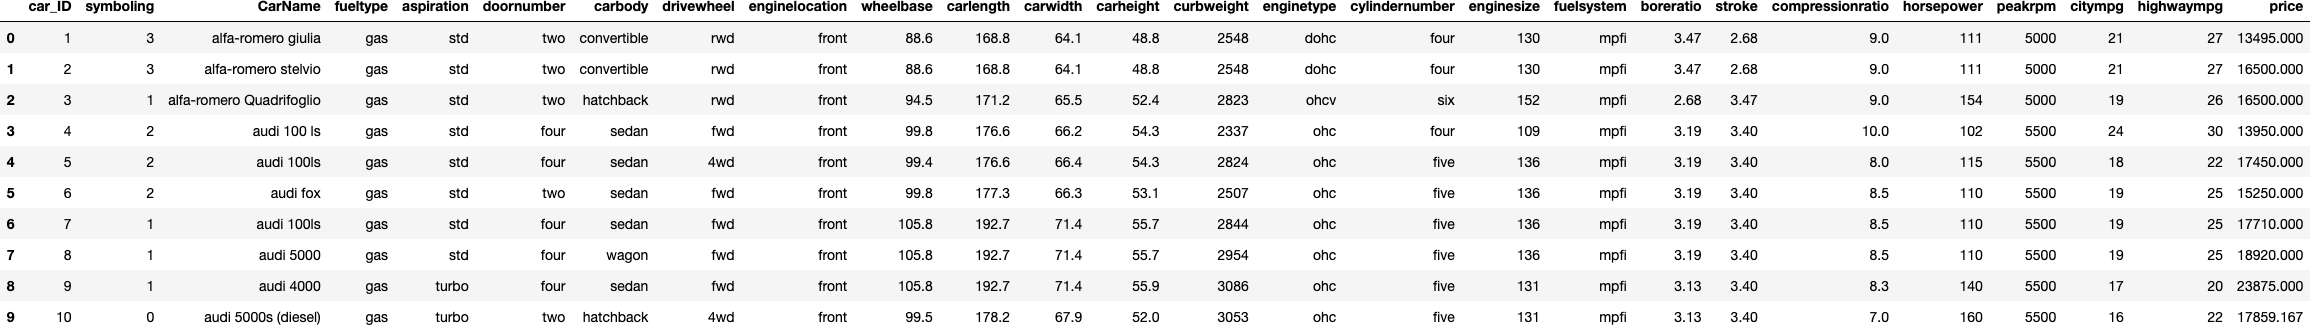 car_ID symboling CarName fueltype aspiration doornumber carbody drivewheel enginelocation wheelbase carlength carwidth carheight curbweight enginetype cylindernumber enginesize fuelsystem boreratio stroke compressionratio horsepower peakrpm citympg highwaympg price
0 1 3 alfa-romero giulia gas std two convertible rwd front 88.6 168.8 64.1 48.8 2548 dohc four 130 mpfi 3.47 2.68 9.0 111 5000 21 27 13495.000
1 2 3 alfa-romero stelvio gas std two convertible rwd front 88.6 168.8 64.1 48.8 2548 dohc four 130 mpfi 3.47 2.68 9.0 111 5000 21 27 16500.000
2 3 1 alfa-romero Quadrifoglio gas std two hatchback rwd front 94.5 171.2 65.5 52.4 2823 ohcv six 152 mpfi 2.68 3.47 9.0 154 5000 19 26 16500.000
3 4 2 audi 100 ls gas std four sedan fwd front 99.8 176.6 66.2 54.3 2337 ohc four 109 mpfi 3.19 3.40 10.0 102 5500 24 30 13950.000
4 5 2 audi 100ls gas std four sedan 4wd front 99.4 176.6 66.4 54.3 2824 ohc five 136 mpfi 3.19 3.40 8.0 115 5500 18 22 17450.000
5 6 2 audi fox gas std two sedan fwd front 99.8 177.3 66.3 53.1 2507 ohc five 136 mpfi 3.19 3.40 8.5 110 5500 19 25 15250.000
6 7 1 audi 100ls gas std four sedan fwd front 105.8 192.7 71.4 55.7 2844 ohc five 136 mpfi 3.19 3.40 8.5 110 5500 19 25 17710.000
7 8 1 audi 5000 gas std four wagon fwd front 105.8 192.7 71.4 55.7 2954 ohc five 136 mpfi 3.19 3.40 8.5 110 5500 19 25 18920.000
8 9 1 audi 4000 gas turbo four sedan fwd front 105.8 192.7 71.4 55.9 3086 ohc five 131 mpfi 3.13 3.40 8.3 140 5500 17 20 23875.000
9 10 0 audi 5000s (diesel) gas turbo two hatchback 4wd front 99.5 178.2 67.9 52.0 3053 ohc five 131 mpfi 3.13 3.40 7.0 160 5500 16 22 17859.167